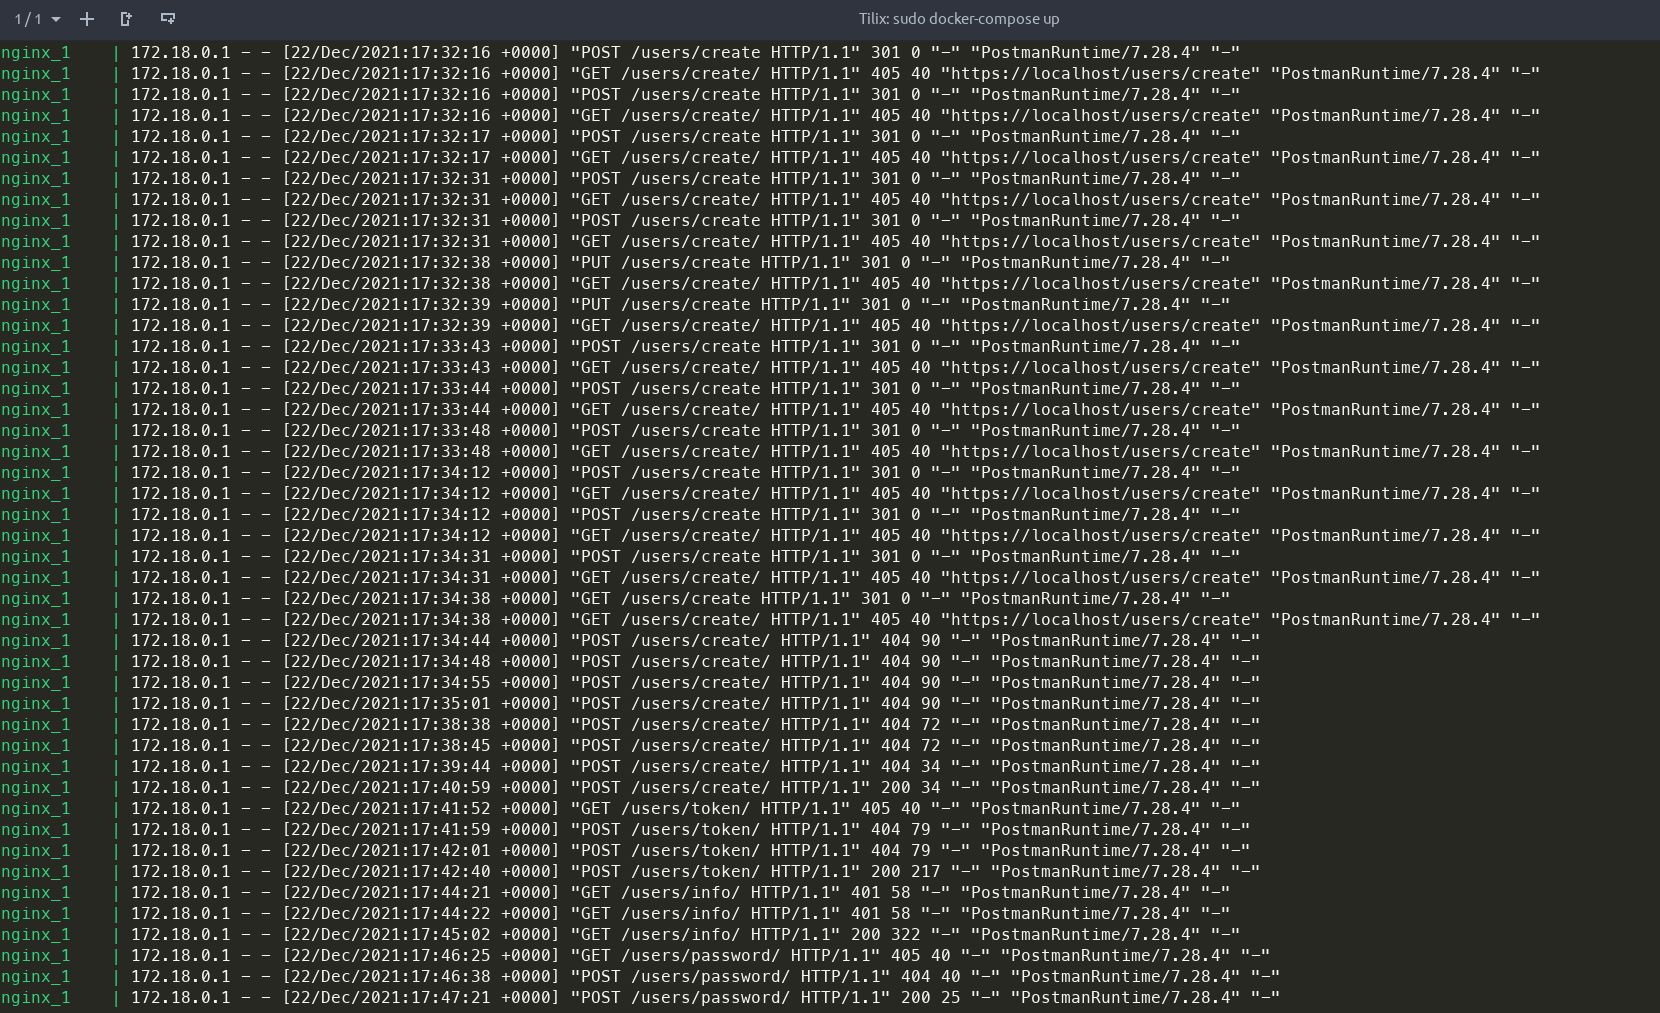 1 / 1
Tilix: sudo docker-compose up
nginx_1 | 172.18.0.1 - - [22/Dec/2021:17:32:16 +0000] "POST /users/create HTTP/1.1" 301 0 "-" "PostmanRuntime/7.28.4" "-"
nginx_1 | 172.18.0.1 - - [22/Dec/2021:17:32:16 +0000] "GET /users/create/ HTTP/1.1" 405 40 "https://localhost/users/create" "PostmanRuntime/7.28.4" "-"
nginx_1 | 172.18.0.1 - - [22/Dec/2021:17:32:16 +0000] "POST /users/create HTTP/1.1" 301 0 "-" "PostmanRuntime/7.28.4" "-"
nginx_1 | 172.18.0.1 - - [22/Dec/2021:17:32:16 +0000] "GET /users/create/ HTTP/1.1" 405 40 "https://localhost/users/create" "PostmanRuntime/7.28.4" "-"
nginx_1 | 172.18.0.1 - - [22/Dec/2021:17:32:17 +0000] "POST /users/create HTTP/1.1" 301 0 "-" "PostmanRuntime/7.28.4" "-"
nginx_1 | 172.18.0.1 - - [22/Dec/2021:17:32:17 +0000] "GET /users/create/ HTTP/1.1" 405 40 "https://localhost/users/create" "PostmanRuntime/7.28.4" "-"
nginx_1 | 172.18.0.1 - - [22/Dec/2021:17:32:31 +0000] "POST /users/create HTTP/1.1" 301 0 "-" "PostmanRuntime/7.28.4" "-"
nginx_1 | 172.18.0.1 - - [22/Dec/2021:17:32:31 +0000] "GET /users/create/ HTTP/1.1" 405 40 "https://localhost/users/create" "PostmanRuntime/7.28.4" "-"
nginx_1 | 172.18.0.1 - - [22/Dec/2021:17:32:31 +0000] "POST /users/create HTTP/1.1" 301 0 "-" "PostmanRuntime/7.28.4" "-"
nginx_1 | 172.18.0.1 - - [22/Dec/2021:17:32:31 +0000] "GET /users/create/ HTTP/1.1" 405 40 "https://localhost/users/create" "PostmanRuntime/7.28.4" "-"
nginx_1 | 172.18.0.1 - - [22/Dec/2021:17:32:38 +0000] "PUT /users/create HTTP/1.1" 301 0 "-" "PostmanRuntime/7.28.4" "-"
nginx_1 | 172.18.0.1 - - [22/Dec/2021:17:32:38 +0000] "GET /users/create/ HTTP/1.1" 405 40 "https://localhost/users/create" "PostmanRuntime/7.28.4" "-"
nginx_1 | 172.18.0.1 - - [22/Dec/2021:17:32:39 +0000] "PUT /users/create HTTP/1.1" 301 0 "-" "PostmanRuntime/7.28.4" "-"
nginx_1 | 172.18.0.1 - - [22/Dec/2021:17:32:39 +0000] "GET /users/create/ HTTP/1.1" 405 40 "https://localhost/users/create" "PostmanRuntime/7.28.4" "-"
nginx_1 | 172.18.0.1 - - [22/Dec/2021:17:33:43 +0000] "POST /users/create HTTP/1.1" 301 0 "-" "PostmanRuntime/7.28.4" "-"
nginx_1 | 172.18.0.1 - - [22/Dec/2021:17:33:43 +0000] "GET /users/create/ HTTP/1.1" 405 40 "https://localhost/users/create" "PostmanRuntime/7.28.4" "-"
nginx_1 | 172.18.0.1 - - [22/Dec/2021:17:33:44 +0000] "POST /users/create HTTP/1.1" 301 0 "-" "PostmanRuntime/7.28.4" "-"
nginx_1 | 172.18.0.1 - - [22/Dec/2021:17:33:44 +0000] "GET /users/create/ HTTP/1.1" 405 40 "https://localhost/users/create" "PostmanRuntime/7.28.4" "-"
nginx_1 | 172.18.0.1 - - [22/Dec/2021:17:33:48 +0000] "POST /users/create HTTP/1.1" 301 0 "-" "PostmanRuntime/7.28.4" "-"
nginx_1 | 172.18.0.1 - - [22/Dec/2021:17:33:48 +0000] "GET /users/create/ HTTP/1.1" 405 40 "https://localhost/users/create" "PostmanRuntime/7.28.4" "-"
nginx_1 | 172.18.0.1 - - [22/Dec/2021:17:34:12 +0000] "POST /users/create HTTP/1.1" 301 0 "-" "PostmanRuntime/7.28.4" "-"
nginx_1 | 172.18.0.1 - - [22/Dec/2021:17:34:12 +0000] "GET /users/create/ HTTP/1.1" 405 40 "https://localhost/users/create" "PostmanRuntime/7.28.4" "-"
nginx_1 | 172.18.0.1 - - [22/Dec/2021:17:34:12 +0000] "POST /users/create HTTP/1.1" 301 0 "-" "PostmanRuntime/7.28.4" "-"
nginx_1 | 172.18.0.1 - - [22/Dec/2021:17:34:12 +0000] "GET /users/create/ HTTP/1.1" 405 40 "https://localhost/users/create" "PostmanRuntime/7.28.4" "-"
nginx_1 | 172.18.0.1 - - [22/Dec/2021:17:34:31 +0000] "POST /users/create HTTP/1.1" 301 0 "-" "PostmanRuntime/7.28.4" "-"
nginx_1 | 172.18.0.1 - - [22/Dec/2021:17:34:31 +0000] "GET /users/create/ HTTP/1.1" 405 40 "https://localhost/users/create" "PostmanRuntime/7.28.4" "-"
nginx_1 | 172.18.0.1 - - [22/Dec/2021:17:34:38 +0000] "GET /users/create HTTP/1.1" 301 0 "-" "PostmanRuntime/7.28.4" "-"
nginx_1 | 172.18.0.1 - - [22/Dec/2021:17:34:38 +0000] "GET /users/create/ HTTP/1.1" 405 40 "https://localhost/users/create" "PostmanRuntime/7.28.4" "-"
nginx_1 | 172.18.0.1 - - [22/Dec/2021:17:34:44 +0000] "POST /users/create/ HTTP/1.1" 404 90 "-" "PostmanRuntime/7.28.4" "-"
nginx_1 | 172.18.0.1 - - [22/Dec/2021:17:34:48 +0000] "POST /users/create/ HTTP/1.1" 404 90 "-" "PostmanRuntime/7.28.4" "-"
nginx_1 | 172.18.0.1 - - [22/Dec/2021:17:34:55 +0000] "POST /users/create/ HTTP/1.1" 404 90 "-" "PostmanRuntime/7.28.4" "-"
nginx_1 | 172.18.0.1 - - [22/Dec/2021:17:35:01 +0000] "POST /users/create/ HTTP/1.1" 404 90 "-" "PostmanRuntime/7.28.4" "-"
nginx_1 | 172.18.0.1 - - [22/Dec/2021:17:38:38 +0000] "POST /users/create/ HTTP/1.1" 404 72 "-" "PostmanRuntime/7.28.4" "-"
nginx_1 | 172.18.0.1 - - [22/Dec/2021:17:38:45 +0000] "POST /users/create/ HTTP/1.1" 404 72 "-" "PostmanRuntime/7.28.4" "-"
nginx_1 | 172.18.0.1 - - [22/Dec/2021:17:39:44 +0000] "POST /users/create/ HTTP/1.1" 404 34 "-" "PostmanRuntime/7.28.4" "-"
nginx_1 | 172.18.0.1 - - [22/Dec/2021:17:40:59 +0000] "POST /users/create/ HTTP/1.1" 200 34 "-" "PostmanRuntime/7.28.4" "-"
nginx_1 | 172.18.0.1 - - [22/Dec/2021:17:41:52 +0000] "GET /users/token/ HTTP/1.1" 405 40 "-" "PostmanRuntime/7.28.4" "-"
nginx_1 | 172.18.0.1 - - [22/Dec/2021:17:41:59 +0000] "POST /users/token/ HTTP/1.1" 404 79 "-" "PostmanRuntime/7.28.4" "-"
nginx_1 | 172.18.0.1 - - [22/Dec/2021:17:42:01 +0000] "POST /users/token/ HTTP/1.1" 404 79 "-" "PostmanRuntime/7.28.4" "-"
nginx_1 | 172.18.0.1 - - [22/Dec/2021:17:42:40 +0000] "POST /users/token/ HTTP/1.1" 200 217 "-" "PostmanRuntime/7.28.4" "-"
nginx_1 | 172.18.0.1 - - [22/Dec/2021:17:44:21 +0000] "GET /users/info/ HTTP/1.1" 401 58 "-" "PostmanRuntime/7.28.4" "-"
nginx_1 | 172.18.0.1 - - [22/Dec/2021:17:44:22 +0000] "GET /users/info/ HTTP/1.1" 401 58 "-" "PostmanRuntime/7.28.4" "-"
nginx_1 | 172.18.0.1 - - [22/Dec/2021:17:45:02 +0000] "GET /users/info/ HTTP/1.1" 200 322 "-" "PostmanRuntime/7.28.4" "-"
nginx_1 | 172.18.0.1 - - [22/Dec/2021:17:46:25 +0000] "GET /users/password/ HTTP/1.1" 405 40 "-" "PostmanRuntime/7.28.4" "-"
nginx_1 | 172.18.0.1 - - [22/Dec/2021:17:46:38 +0000] "POST /users/password/ HTTP/1.1" 404 40 "-" "PostmanRuntime/7.28.4" "-"
nginx_1 | 172.18.0.1 - - [22/Dec/2021:17:47:21 +0000] "POST /users/password/ HTTP/1.1" 200 25 "-" "PostmanRuntime/7.28.4" "-"